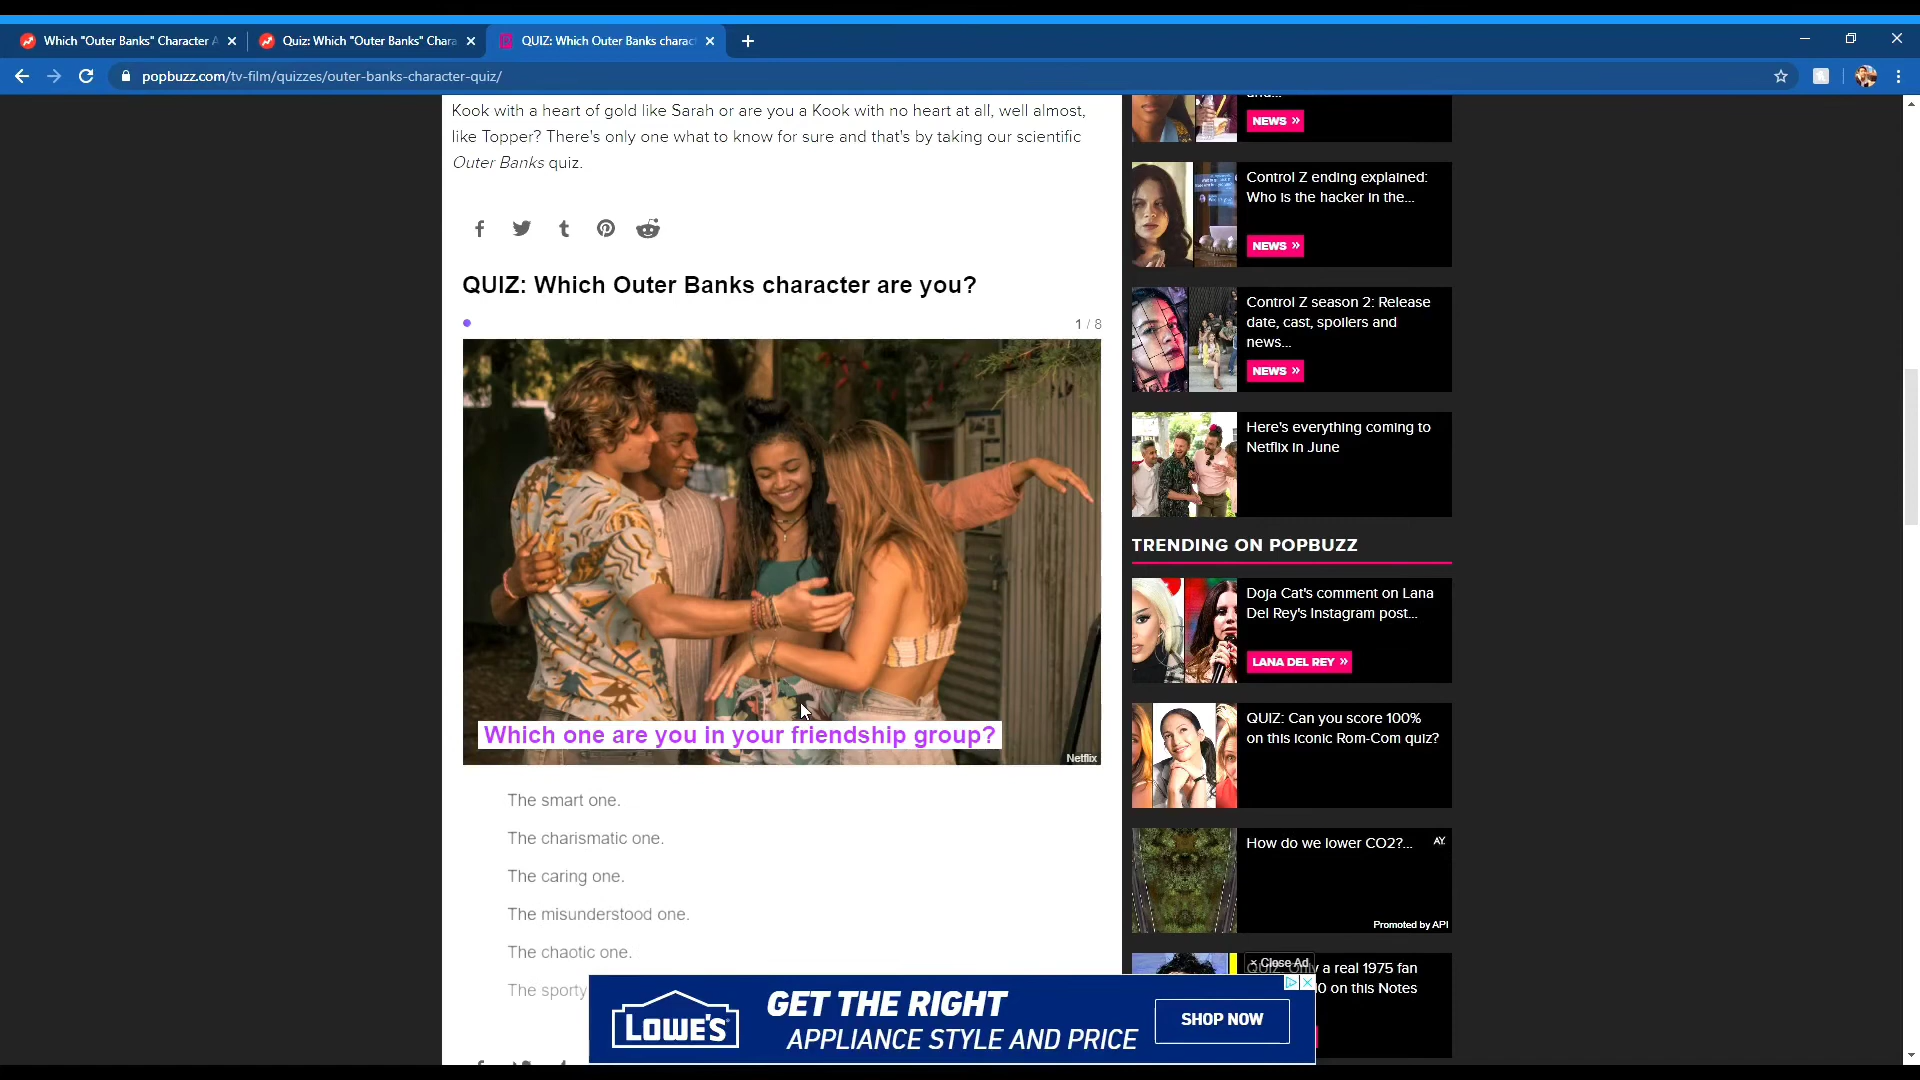 Which "Outer Banks" Character A
Quiz: Which "Outer Banks" Chara
QUIZ: Which Outer Banks charac
popbuzz.com/tv-film/quizzes/outer-banks-character-quiz/
Kook with a heart of gold like Sarah or are you a Kook with no heart at all, well almost,
like Topper? There's only one what to know for sure and that's by taking our scientific
Outer Banks quiz.
QUIZ: Which Outer Banks character are you?
1 / 8
Which one are you in your friendship group?
Netflix
The smart one.
The charismatic one.
The caring one.
The misunderstood one.
The chaotic one.
The sporty
and...
NEWS »
Control Z ending explained:
Who is the hacker in the...
NEWS »
Control Z season 2: Release
date, cast, spoilers and
news...
NEWS »
Here's everything coming to
Netflix in June
TRENDING ON POPBUZZ
Doja Cat's comment on Lana
Del Rey's Instagram post...
LANA DEL REY »
QUIZ: Can you score 100%
on this iconic Rom-Com quiz?
How do we lower CO2?...
AY.
Promoted by API
× Close Ad
QUIZ: Only a real 1975 fan
10 on this Notes
LOWE'S
GET THE RIGHT
APPLIANCE STYLE AND PRICE
SHOP NOW